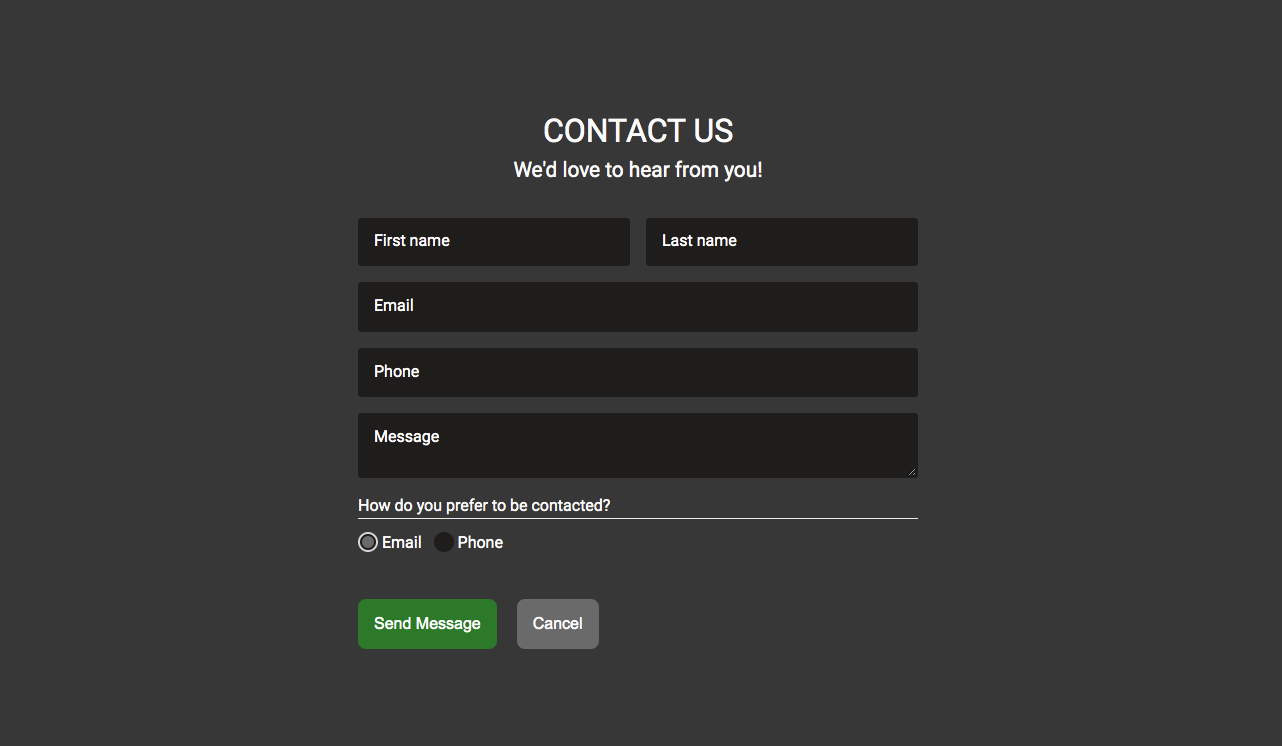 CONTACT US
We'd love to hear from you!
First name Last name
Email
Phone
Message
How do you prefer to be contacted?
Email Phone
Send Message Cancel